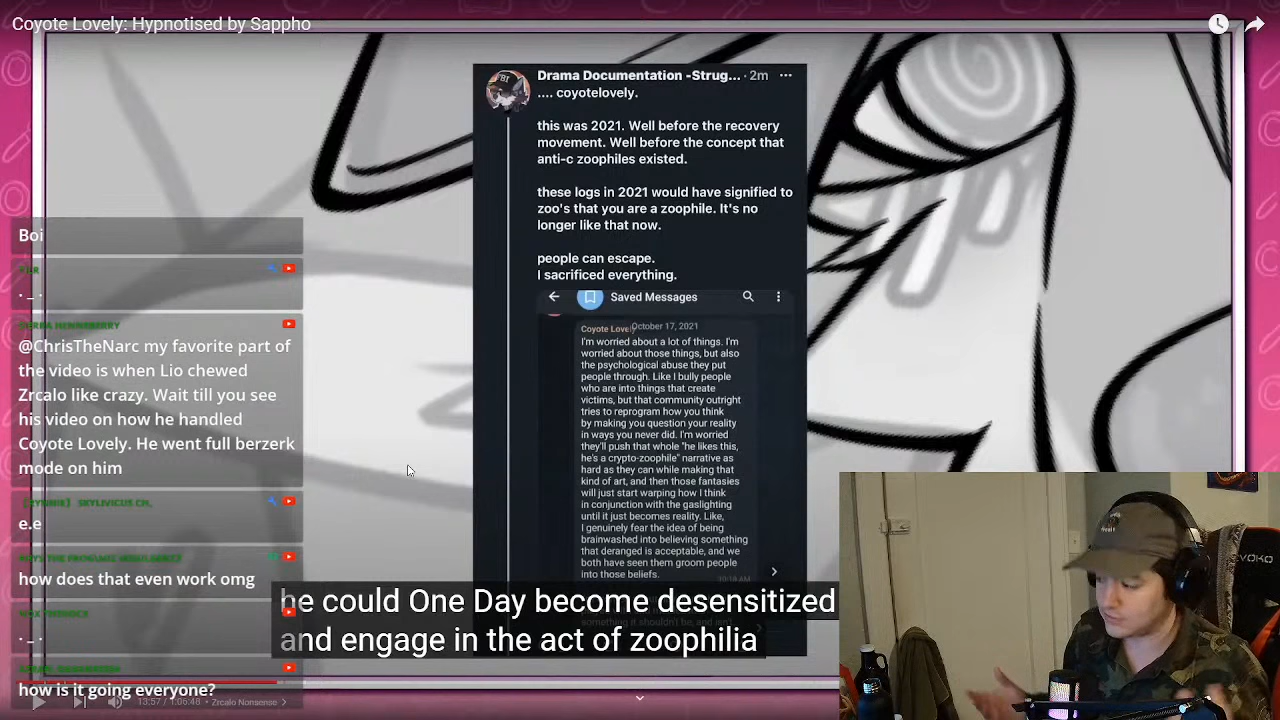 Coyote Lovely: Hypnotised by Sappho
Drama Documentation -Strug... · 2m
.... coyotelovely.
this was 2021. Well before the recovery
movement. Well before the concept that
anti-c zoophiles existed.
these logs in 2021 would have signified to
zoo's that you are a zoophile. It's no
longer like that now.
people can escape.
I sacrificed everything.
Saved Messages
October 17, 2021
I'm worried about a lot of things. I'm
worried about those things, but also
the psychological abuse they put
people through. Like I bully people
who are into things that create
victims, but that community outright
tries to reprogram how you think
by making you question your reality
in ways you never did. I'm worried
they'll push that whole "he likes this,
he's a crypto-zoophile" narrative as
hard as they can while making that
kind of art, and then those fantasies
will just start warping how I think
in conjunction with the gaslighting
until it just becomes reality. Like,
I genuinely fear the idea of being
brainwashed into believing something
that deranged is acceptable, and we
both have seen them groom people
into those beliefs.
10:18 AM
Boi
. _ .
@ChrisTheNarc my favorite part of
the video is when Lio chewed
Zrcalo like crazy. Wait till you see
his video on how he handled
Coyote Lovely. He went full berzerk
mode on him
e.e
how does that even work omg
. _ .
how is it going everyone?
he could One Day become desensitized
and engage in the act of zoophilia
13:57 / 1:06:48 • Zrcalo Nonsense >